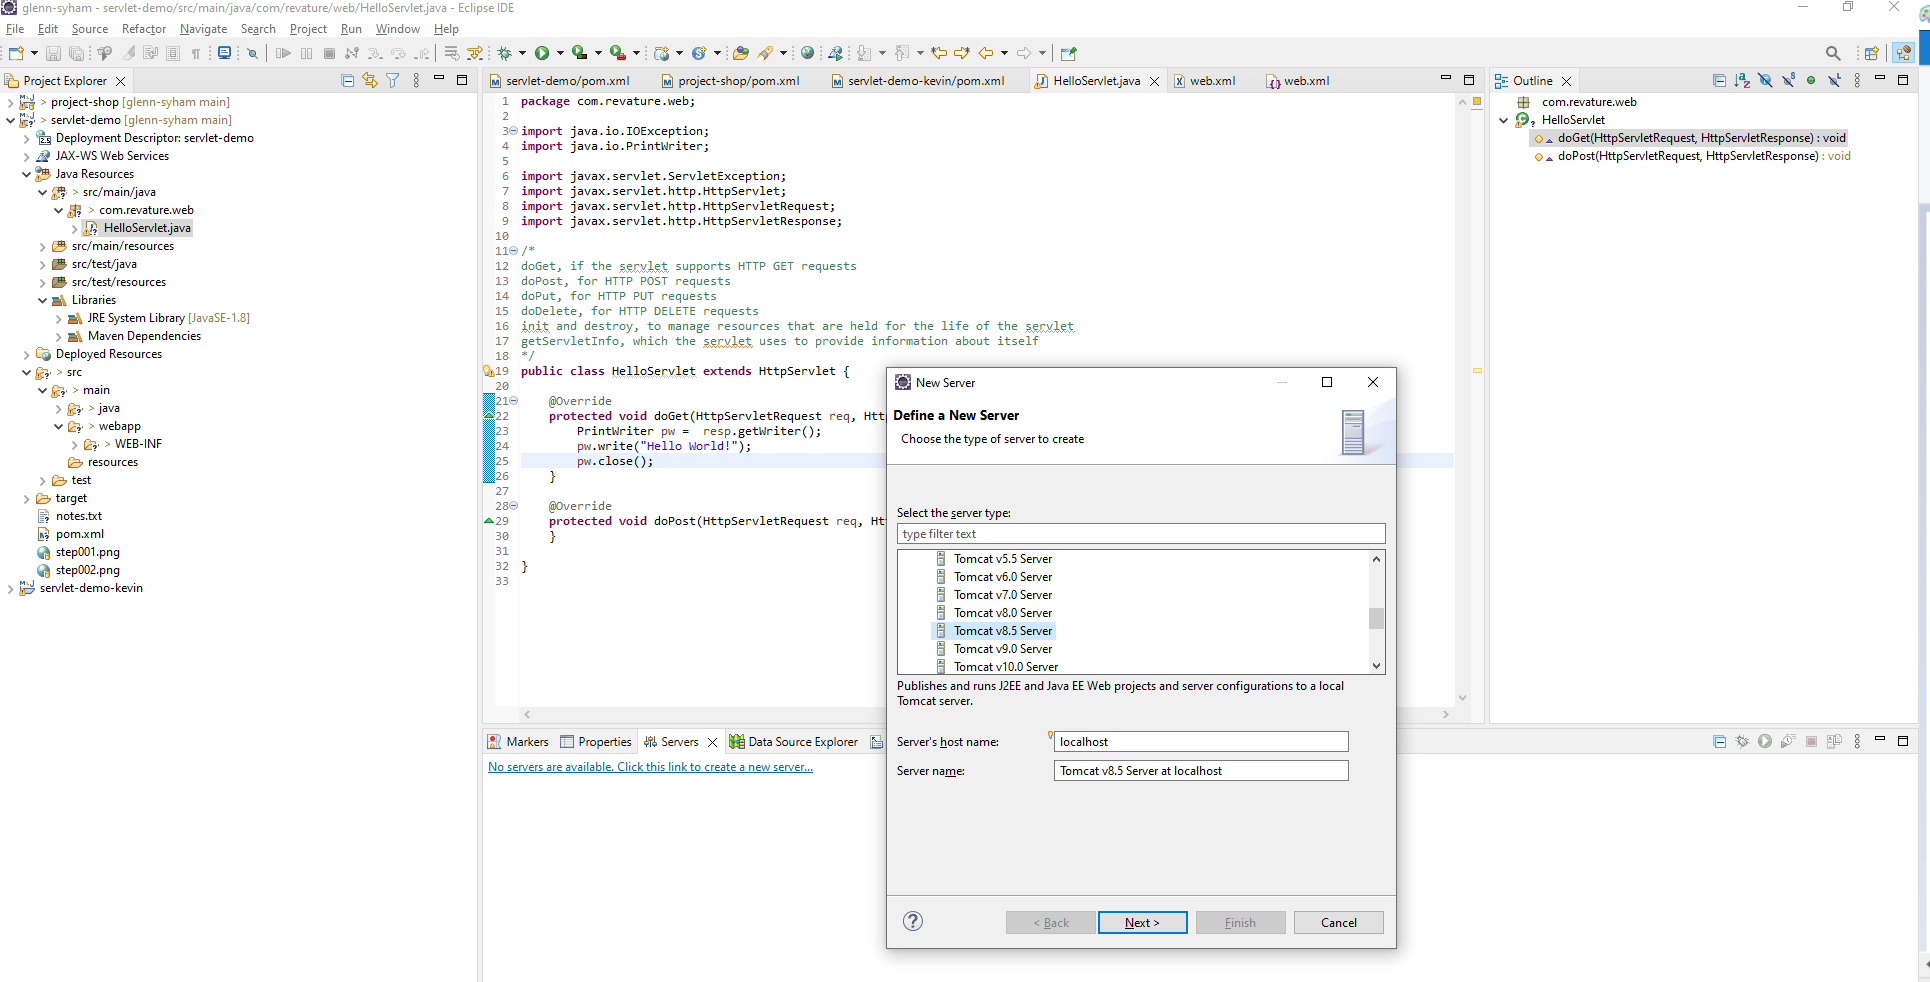 glenn-syham - servlet-demo/src/main/java/com/revature/web/HelloServlet.java - Eclipse IDE
File Edit Source Refactor Navigate Search Project Run Window Help
Project Explorer
> project-shop [glenn-syham main]
> servlet-demo [glenn-syham main]
Deployment Descriptor: servlet-demo
JAX-WS Web Services
Java Resources
> src/main/java
> com.revature.web
HelloServlet.java
src/main/resources
src/test/java
src/test/resources
Libraries
JRE System Library [JavaSE-1.8]
Maven Dependencies
Deployed Resources
> src
> main
> java
> webapp
> WEB-INF
resources
test
target
notes.txt
pom.xml
step001.png
step002.png
servlet-demo-kevin
servlet-demo/pom.xml project-shop/pom.xml servlet-demo-kevin/pom.xml HelloServlet.java web.xml web.xml
1 package com.revature.web;
2
3 import java.io.IOException;
4 import java.io.PrintWriter;
5
6 import javax.servlet.ServletException;
7 import javax.servlet.http.HttpServlet;
8 import javax.servlet.http.HttpServletRequest;
9 import javax.servlet.http.HttpServletResponse;
10
11 /*
12 doGet, if the servlet supports HTTP GET requests
13 doPost, for HTTP POST requests
14 doPut, for HTTP PUT requests
15 doDelete, for HTTP DELETE requests
16 init and destroy, to manage resources that are held for the life of the servlet
17 getServletInfo, which the servlet uses to provide information about itself
18 */
19 public class HelloServlet extends HttpServlet {
20
21 @Override
22 protected void doGet(HttpServletRequest req, Htt
23 PrintWriter pw = resp.getWriter();
24 pw.write("Hello World!");
25 pw.close();
26 }
27
28 @Override
29 protected void doPost(HttpServletRequest req, Ht
30 }
31
32 }
33
Outline
com.revature.web
HelloServlet
doGet(HttpServletRequest, HttpServletResponse) : void
doPost(HttpServletRequest, HttpServletResponse) : void
Markers Properties Servers Data Source Explorer
No servers are available. Click this link to create a new server...
New Server
Define a New Server
Choose the type of server to create
Select the server type:
type filter text
Tomcat v5.5 Server
Tomcat v6.0 Server
Tomcat v7.0 Server
Tomcat v8.0 Server
Tomcat v8.5 Server
Tomcat v9.0 Server
Tomcat v10.0 Server
Publishes and runs J2EE and Java EE Web projects and server configurations to a local
Tomcat server.
Server's host name: localhost
Server name: Tomcat v8.5 Server at localhost
< Back Next > Finish Cancel